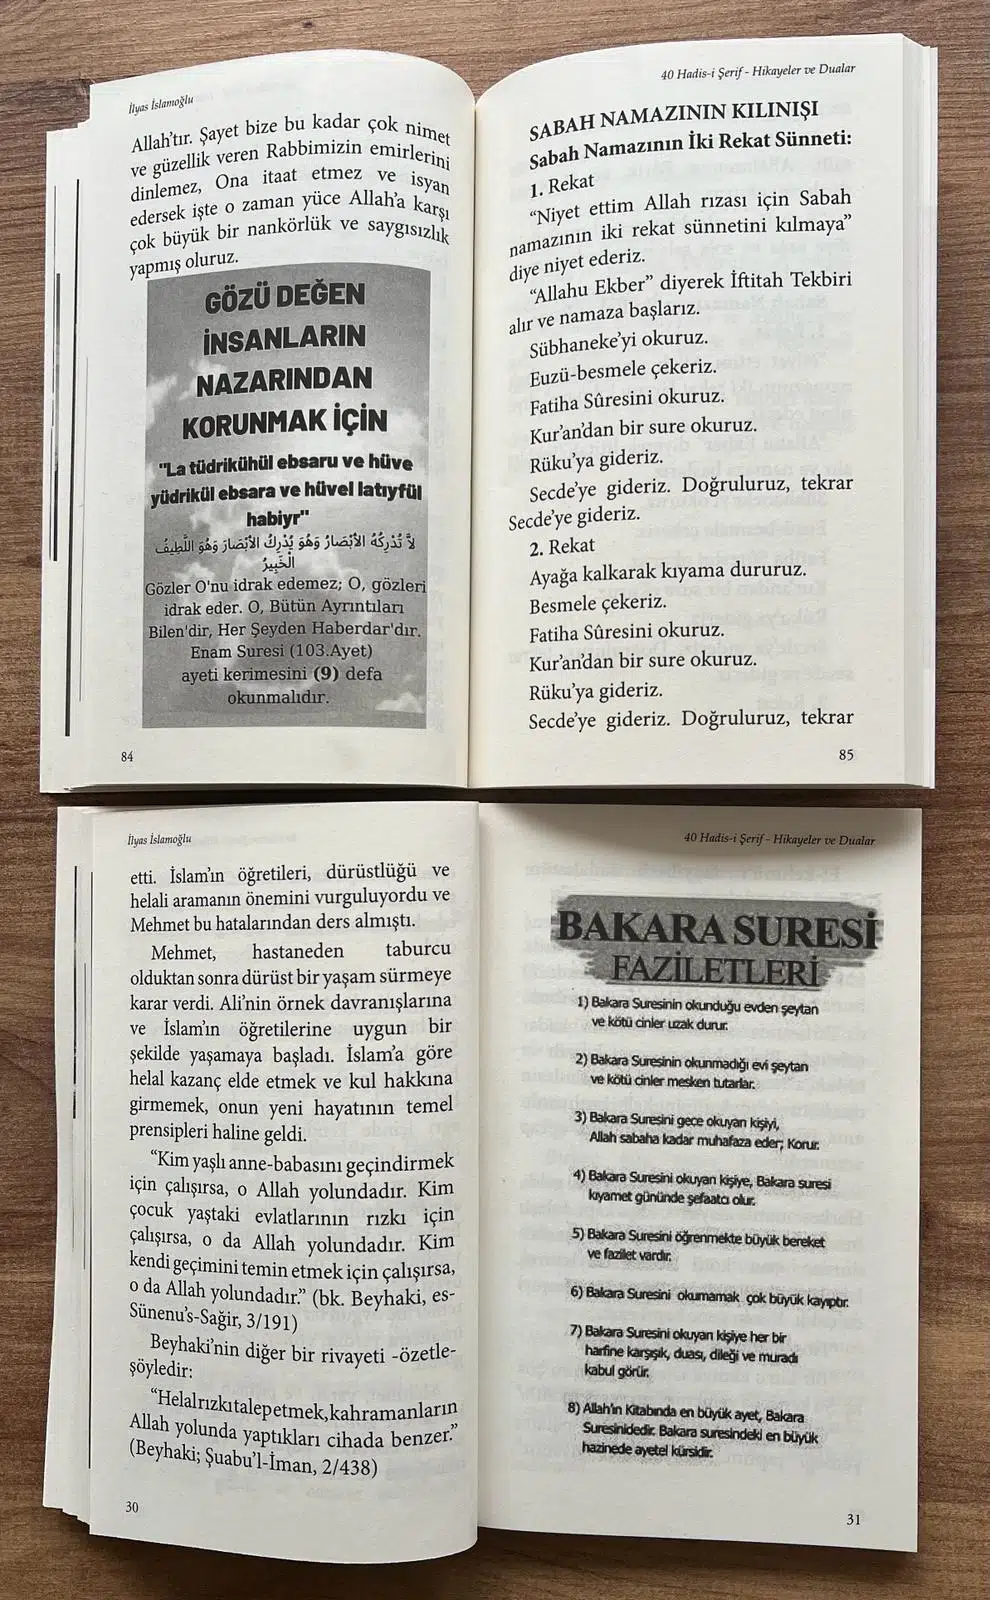 İlyas İslamoğlu
Allah'tır. Şayet bize bu kadar çok nimet
ve güzellik veren Rabbimizin emirlerini
dinlemez, Ona itaat etmez ve isyan
edersek işte o zaman yüce Allah'a karşı
çok büyük bir nankörlük ve saygısızlık
yapmış oluruz.
GÖZÜ DEĞEN
İNSANLARIN
NAZARINDAN
KORUNMAK İÇİN
"La tüdrikühül ebsaru ve hüve
yüdrikül ebsara ve hüvel latıyfül
habiyr"
لاَّ تُدْرِكُهُ الأَبْصَارُ وَهُوَ يُدْرِكُ الأَبْصَارَ وَهُوَ اللَّطِيفُ
الْخَبِيرُ
Gözler O'nu idrak edemez; O, gözleri
idrak eder. O, Bütün Ayrıntıları
Bilen'dir, Her Şeyden Haberdar'dır.
Enam Suresi (103.Ayet)
ayeti kerimesini (9) defa
okunmalıdır.
84
40 Hadis-i Şerif - Hikayeler ve Dualar
SABAH NAMAZININ KILINIŞI
Sabah Namazının İki Rekat Sünneti:
1. Rekat
“Niyet ettim Allah rızası için Sabah
namazının iki rekat sünnetini kılmaya”
diye niyet ederiz.
“Allahu Ekber” diyerek İftitah Tekbiri
alır ve namaza başlarız.
Sübhaneke'yi okuruz.
Euzü-besmele çekeriz.
Fatiha Sûresini okuruz.
Kur'an'dan bir sure okuruz.
Rüku'ya gideriz.
Secde'ye gideriz. Doğruluruz, tekrar
Secde'ye gideriz.
2. Rekat
Ayağa kalkarak kıyama dururuz.
Besmele çekeriz.
Fatiha Sûresini okuruz.
Kur'an'dan bir sure okuruz.
Rüku'ya gideriz.
Secde'ye gideriz. Doğruluruz, tekrar
85
İlyas İslamoğlu
etti. İslam'ın öğretileri, dürüstlüğü ve
helali aramanın önemini vurguluyordu ve
Mehmet bu hatalarından ders almıştı.
Mehmet, hastaneden taburcu
olduktan sonra dürüst bir yaşam sürmeye
karar verdi. Ali'nin örnek davranışlarına
ve İslam'ın öğretilerine uygun bir
şekilde yaşamaya başladı. İslam'a göre
helal kazanç elde etmek ve kul hakkına
girmemek, onun yeni hayatının temel
prensipleri haline geldi.
“Kim yaşlı anne-babasını geçindirmek
için çalışırsa, o Allah yolundadır. Kim
çocuk yaştaki evlatlarının rızkı için
çalışırsa, o da Allah yolundadır. Kim
kendi geçimini temin etmek için çalışırsa,
o da Allah yolundadır.” (bk. Beyhaki, es-
Sünenu's-Sağir, 3/191)
Beyhaki'nin diğer bir rivayeti -özetle-
şöyledir:
“Helal rızkı talep etmek, kahramanların
Allah yolunda yaptıkları cihada benzer.”
(Beyhaki; Şuabu'l-İman, 2/438)
30
40 Hadis-i Şerif - Hikayeler ve Dualar
BAKARA SURESİ
FAZİLETLERİ
1) Bakara Suresinin okunduğu evden şeytan
ve kötü cinler uzak durur.
2) Bakara Suresinin okunmadığı evi şeytan
ve kötü cinler mesken tutarlar.
3) Bakara Suresini gece okuyan kişiyi,
Allah sabaha kadar muhafaza eder; Korur.
4) Bakara Suresini okuyan kişiye, Bakara suresi
kıyamet gününde şefaatcı olur.
5) Bakara Suresini öğrenmekte büyük bereket
ve fazilet vardır.
6) Bakara Suresini okumamak çok büyük kayıptır.
7) Bakara Suresini okuyan kişiye her bir
harfine karşışık, duası, dileği ve muradı
kabul görür.
8) Allah'ın Kitabında en büyük ayet, Bakara
Suresinidedir. Bakara suresindeki en büyük
hazinede ayetel kürsidir.
31